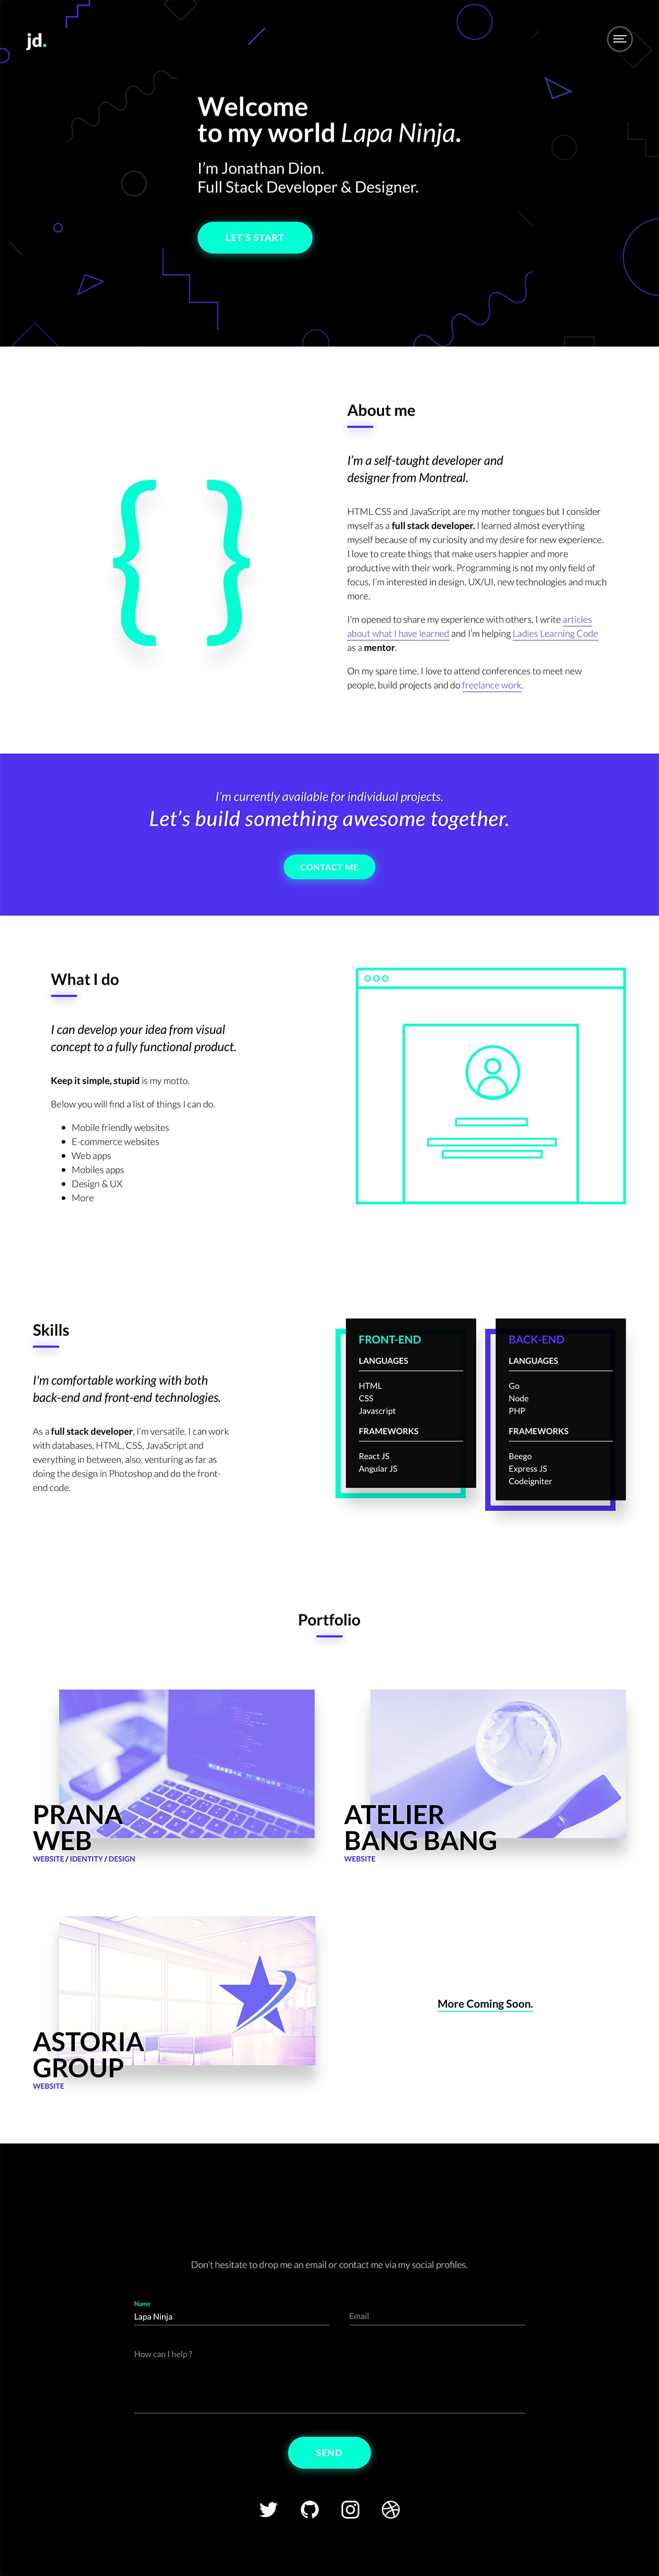 jd.
Welcome
to my world Lapa Ninja.
I'm Jonathan Dion.
Full Stack Developer & Designer.
LET'S START
About me
I'm a self-taught developer and
designer from Montreal.
HTML CSS and JavaScript are my mother tongues but I consider
myself as a full stack developer. I learned almost everything
myself because of my curiosity and my desire for new experience.
I love to create things that make users happier and more
productive with their work. Programming is not my only field of
focus, I'm interested in design, UX/UI, new technologies and much
more.
I'm opened to share my experience with others, I write articles
about what I have learned and I'm helping Ladies Learning Code
as a mentor.
On my spare time, I love to attend conferences to meet new
people, build projects and do freelance work.
I'm currently available for individual projects.
Let's build something awesome together.
CONTACT ME
What I do
I can develop your idea from visual
concept to a fully functional product.
Keep it simple, stupid is my motto.
Below you will find a list of things I can do.
Mobile friendly websites
E-commerce websites
Web apps
Mobiles apps
Design & UX
More
Skills
I'm comfortable working with both
back-end and front-end technologies.
As a full stack developer, I'm versatile. I can work
with databases, HTML, CSS, JavaScript and
everything in between, also, venturing as far as
doing the design in Photoshop and do the front-
end code.
FRONT-END
LANGUAGES
HTML
CSS
Javascript
FRAMEWORKS
React JS
Angular JS
BACK-END
LANGUAGES
Go
Node
PHP
FRAMEWORKS
Beego
Express JS
Codeigniter
Portfolio
PRANA
WEB
WEBSITE / IDENTITY / DESIGN
ATELIER
BANG BANG
WEBSITE
ASTORIA
GROUP
WEBSITE
More Coming Soon.
Don't hesitate to drop me an email or contact me via my social profiles.
Name
Lapa Ninja
Email
How can I help ?
SEND